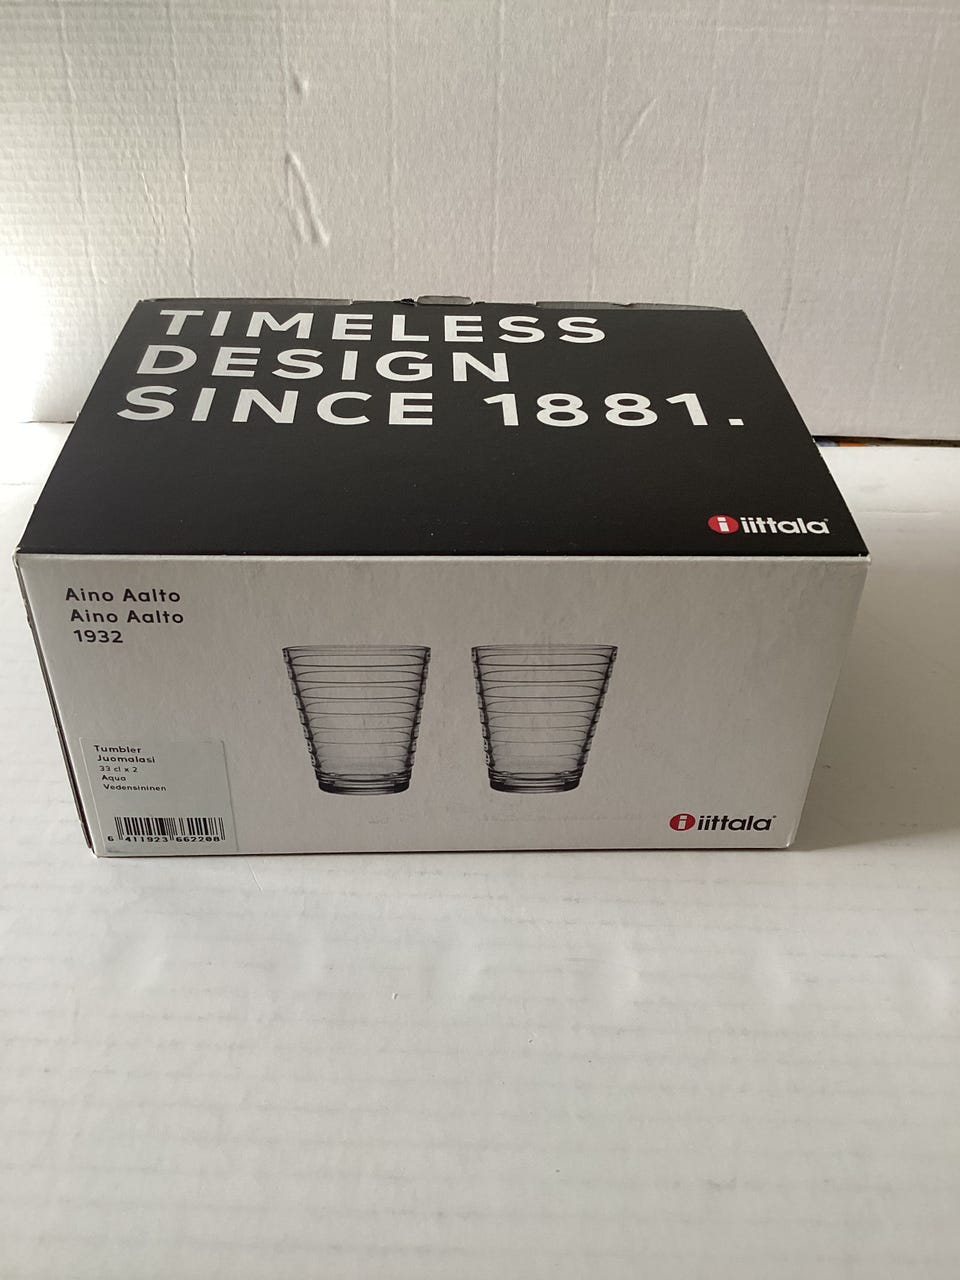 TIMELESS
DESIGN
SINCE 1881.
iittala
Aino Aalto
Aino Aalto
1932
Tumbler
Juomalasi
33 cl x 2
Aqua
Vedensininen
6 411923 662208
iittala